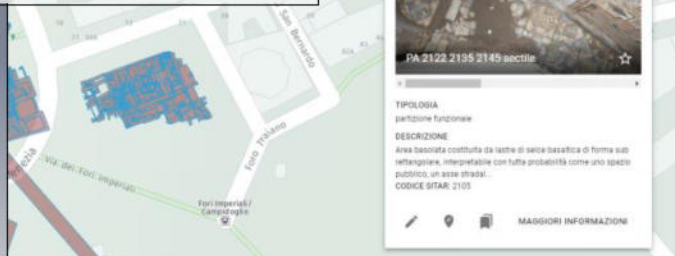 San Bernardo
Foro Traiano
Via dei Fori Imperiali
Fori Imperiali/
Campidoglio
PA 2122 2135 2145 sectile
TIPOLOGIA
partizione funzionale
DESCRIZIONE
Area basolata costituita da lastre di selce basaltica di forma sub
rettangolare, interpretabile con tutta probabilità come uno spazio
pubblico, un asse stradal...
CODICE SITAR: 2105
MAGGIORI INFORMAZIONI